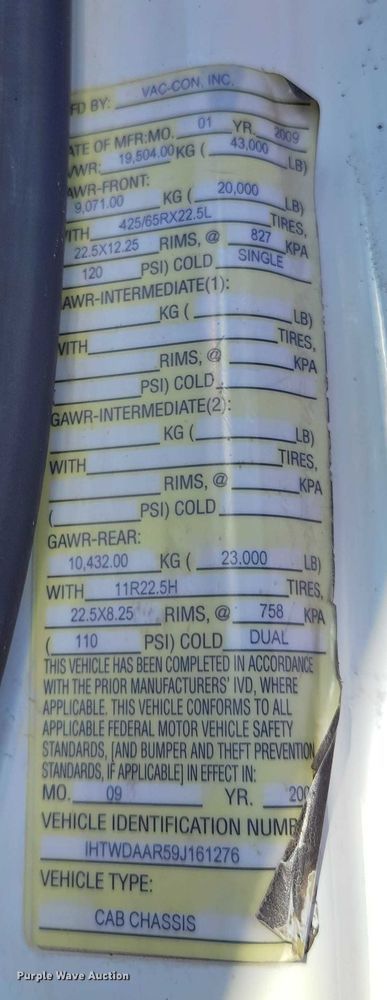 FD BY: VAC-CON, INC.
ATE OF MFR:MO. 01 YR. 2009
VWR: 19,504.00 KG ( 43,000 LB)
AWR-FRONT:
9,071.00 KG ( 20,000 LB)
ITH 425/65RX22.5L TIRES,
22.5X12.25 RIMS, @ 827 KPA
120 PSI) COLD SINGLE
AWR-INTERMEDIATE(1):
KG ( LB)
VITH TIRES,
RIMS, @ KPA
PSI) COLD
GAWR-INTERMEDIATE(2):
KG ( LB)
WITH TIRES,
RIMS, @ KPA
( PSI) COLD
GAWR-REAR:
10,432.00 KG ( 23.000 LB)
WITH 11R22.5H TIRES,
22.5X8.25 RIMS, @ 758 KPA
( 110 PSI) COLD DUAL
THIS VEHICLE HAS BEEN COMPLETED IN ACCORDANCE
WITH THE PRIOR MANUFACTURERS' IVD, WHERE
APPLICABLE. THIS VEHICLE CONFORMS TO ALL
APPLICABLE FEDERAL MOTOR VEHICLE SAFETY
STANDARDS, [AND BUMPER AND THEFT PREVENTION
STANDARDS, IF APPLICABLE] IN EFFECT IN:
MO. 09 YR. 200
VEHICLE IDENTIFICATION NUMB
IHTWDAAR59J161276
VEHICLE TYPE:
CAB CHASSIS
Purple Wave Auction